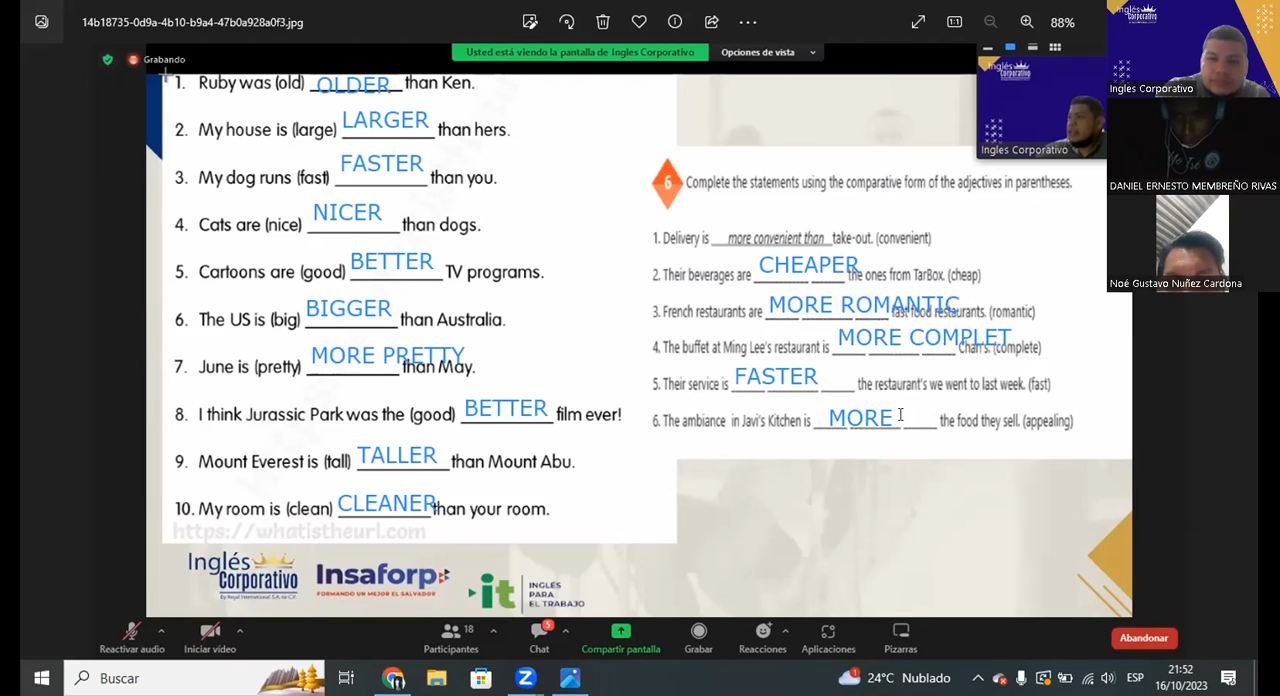 14b18735-0d9a-4b10-b9a4-47b0a928a0f3.jpg
88%
Grabando
Usted está viendo la pantalla de Ingles Corporativo
Opciones de vista
Inglés Corporativo
Ingles Corporativo
Ingles Corporativo
DANIEL ERNESTO MEMBREÑO RIVAS
Noé Gustavo Nuñez Cardona
1. Ruby was (old) OLDER than Ken.
2. My house is (large) LARGER than hers.
3. My dog runs (fast) FASTER than you.
4. Cats are (nice) NICER than dogs.
5. Cartoons are (good) BETTER TV programs.
6. The US is (big) BIGGER than Australia.
7. June is (pretty) MORE PRETTY than May.
8. I think Jurassic Park was the (good) BETTER film ever!
9. Mount Everest is (tall) TALLER than Mount Abu.
10. My room is (clean) CLEANER than your room.
https://whatistheurl.com
6 Complete the statements using the comparative form of the adjectives in parentheses.
1. Delivery is more convenient than take-out. (convenient)
2. Their beverages are CHEAPER the ones from TarBox. (cheap)
3. French restaurants are MORE ROMANTIC fast food restaurants. (romantic)
4. The buffet at Ming Lee's restaurant is MORE COMPLET Chan's. (complete)
5. Their service is FASTER the restaurant's we went to last week. (fast)
6. The ambiance in Javi's Kitchen is MORE the food they sell. (appealing)
Inglés Corporativo
By Regal International S.A. de C.V.
Insaforp
FORMANDO UN MEJOR EL SALVADOR
it
INGLÉS
PARA
EL TRABAJO
Reactivar audio
Iniciar vídeo
18
Participantes
5
Chat
Compartir pantalla
Grabar
Reacciones
Aplicaciones
Pizarras
Abandonar
Buscar
24°C Nublado
ESP
21:52
16/10/2023